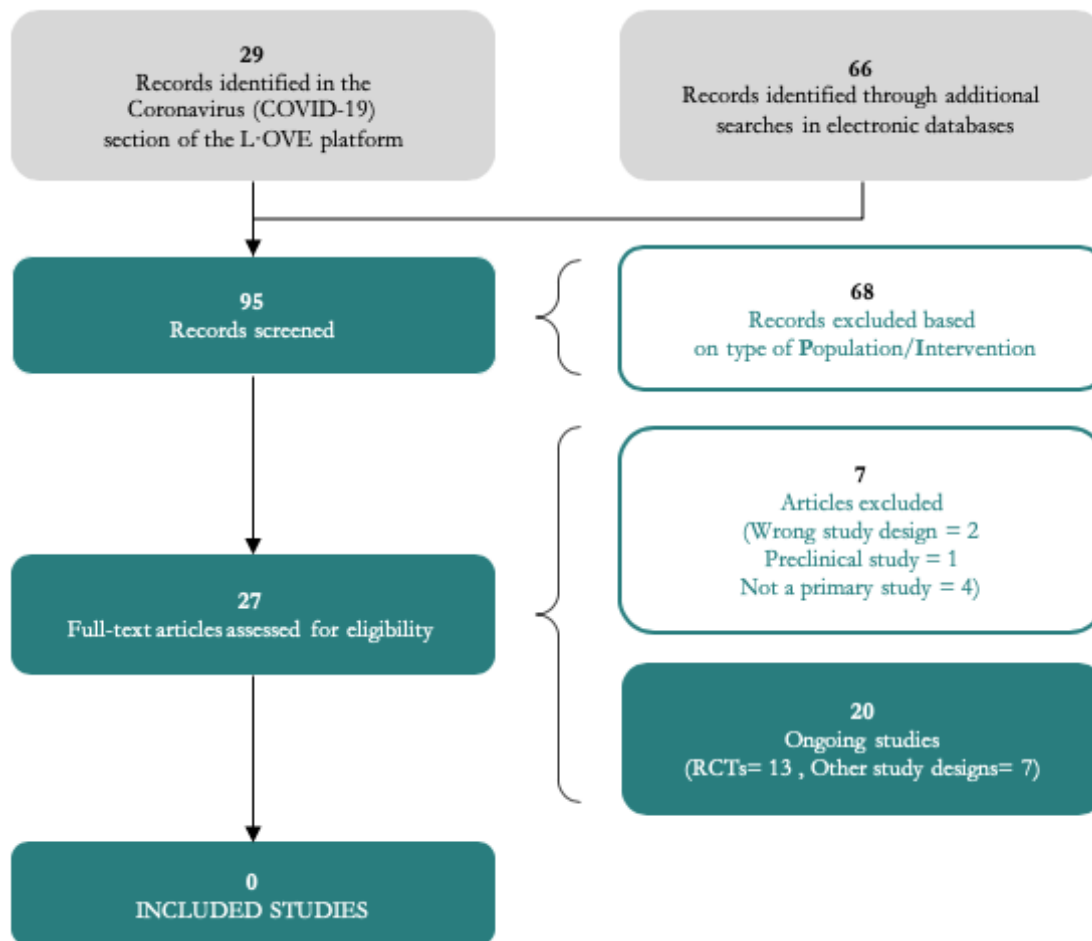 29
Records identified in the
Coronavirus (COVID-19)
section of the L·OVE platform
66
Records identified through additional
searches in electronic databases
95
Records screened
68
Records excluded based
on type of Population/Intervention
7
Articles excluded
(Wrong study design = 2
Preclinical study = 1
Not a primary study = 4)
27
Full-text articles assessed for eligibility
20
Ongoing studies
(RCTs= 13 , Other study designs= 7)
0
INCLUDED STUDIES